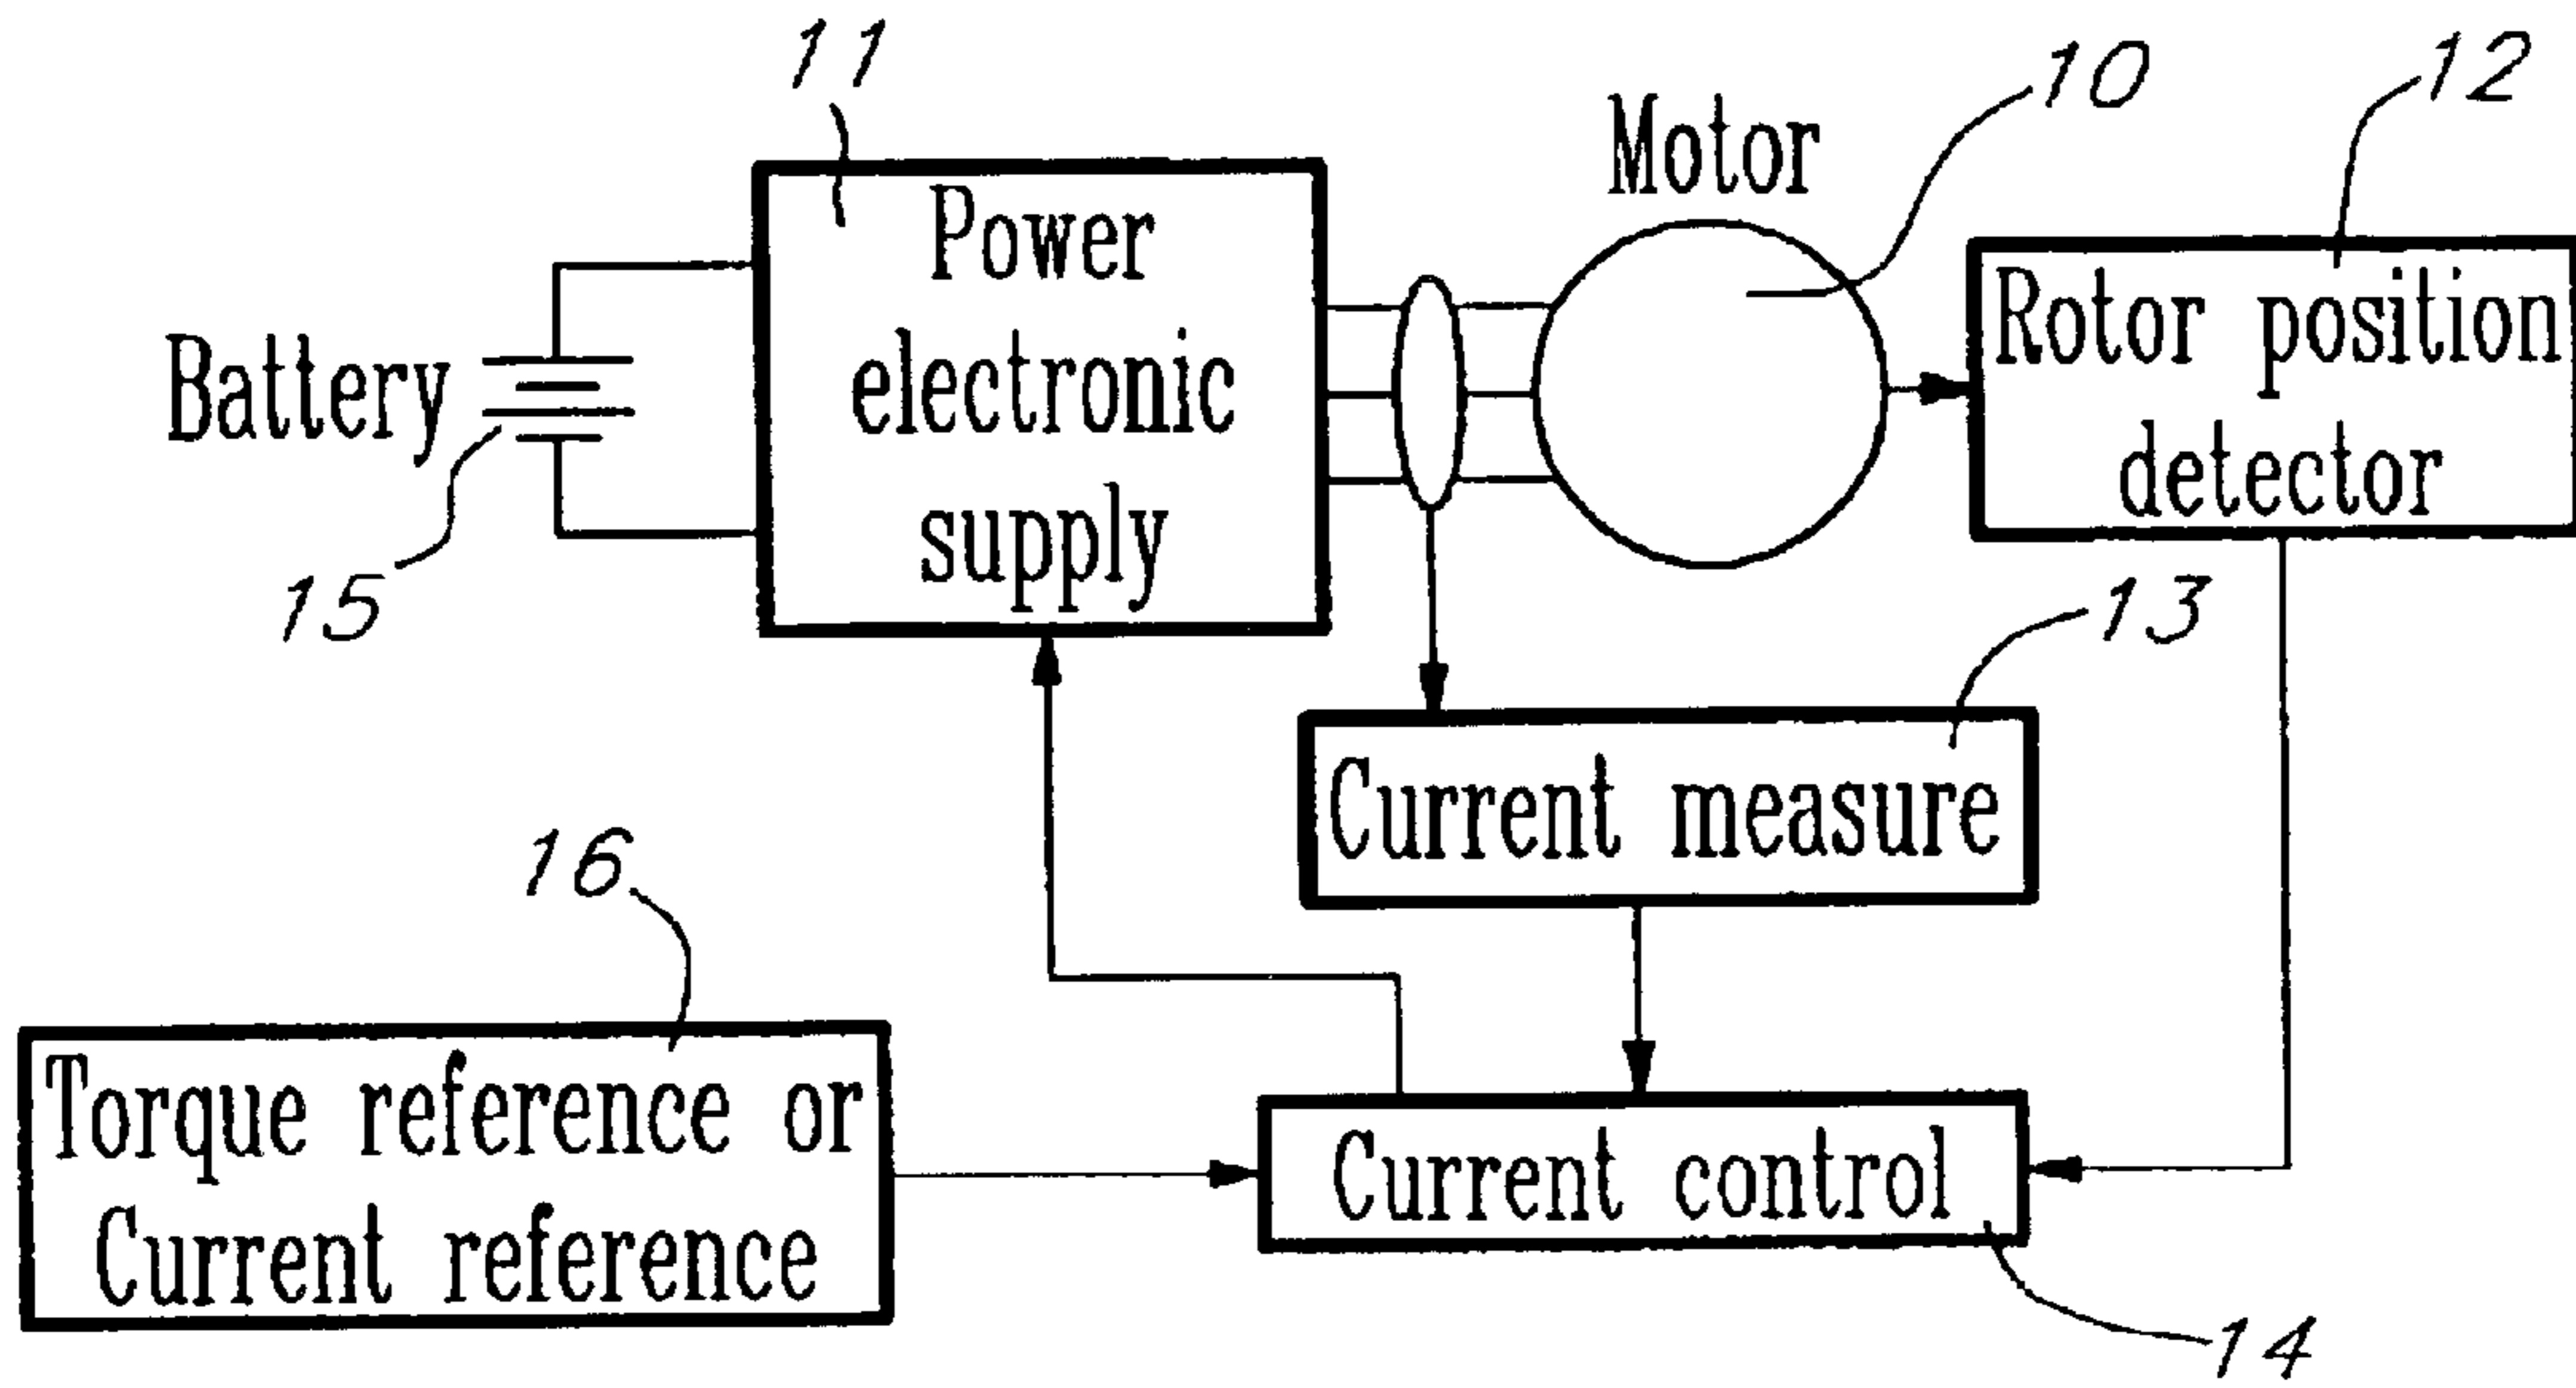 11
10
12
Motor
Power
electronic
supply
Rotor position
detector
Battery
15
13
Current measure
16
Torque reference or
Current reference
Current control
14